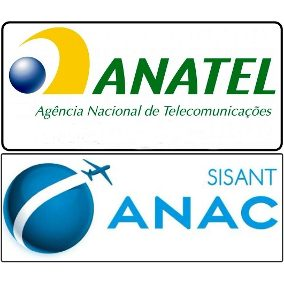 ANATEL
Agência Nacional de Telecomunicações
SISANT
ANAC